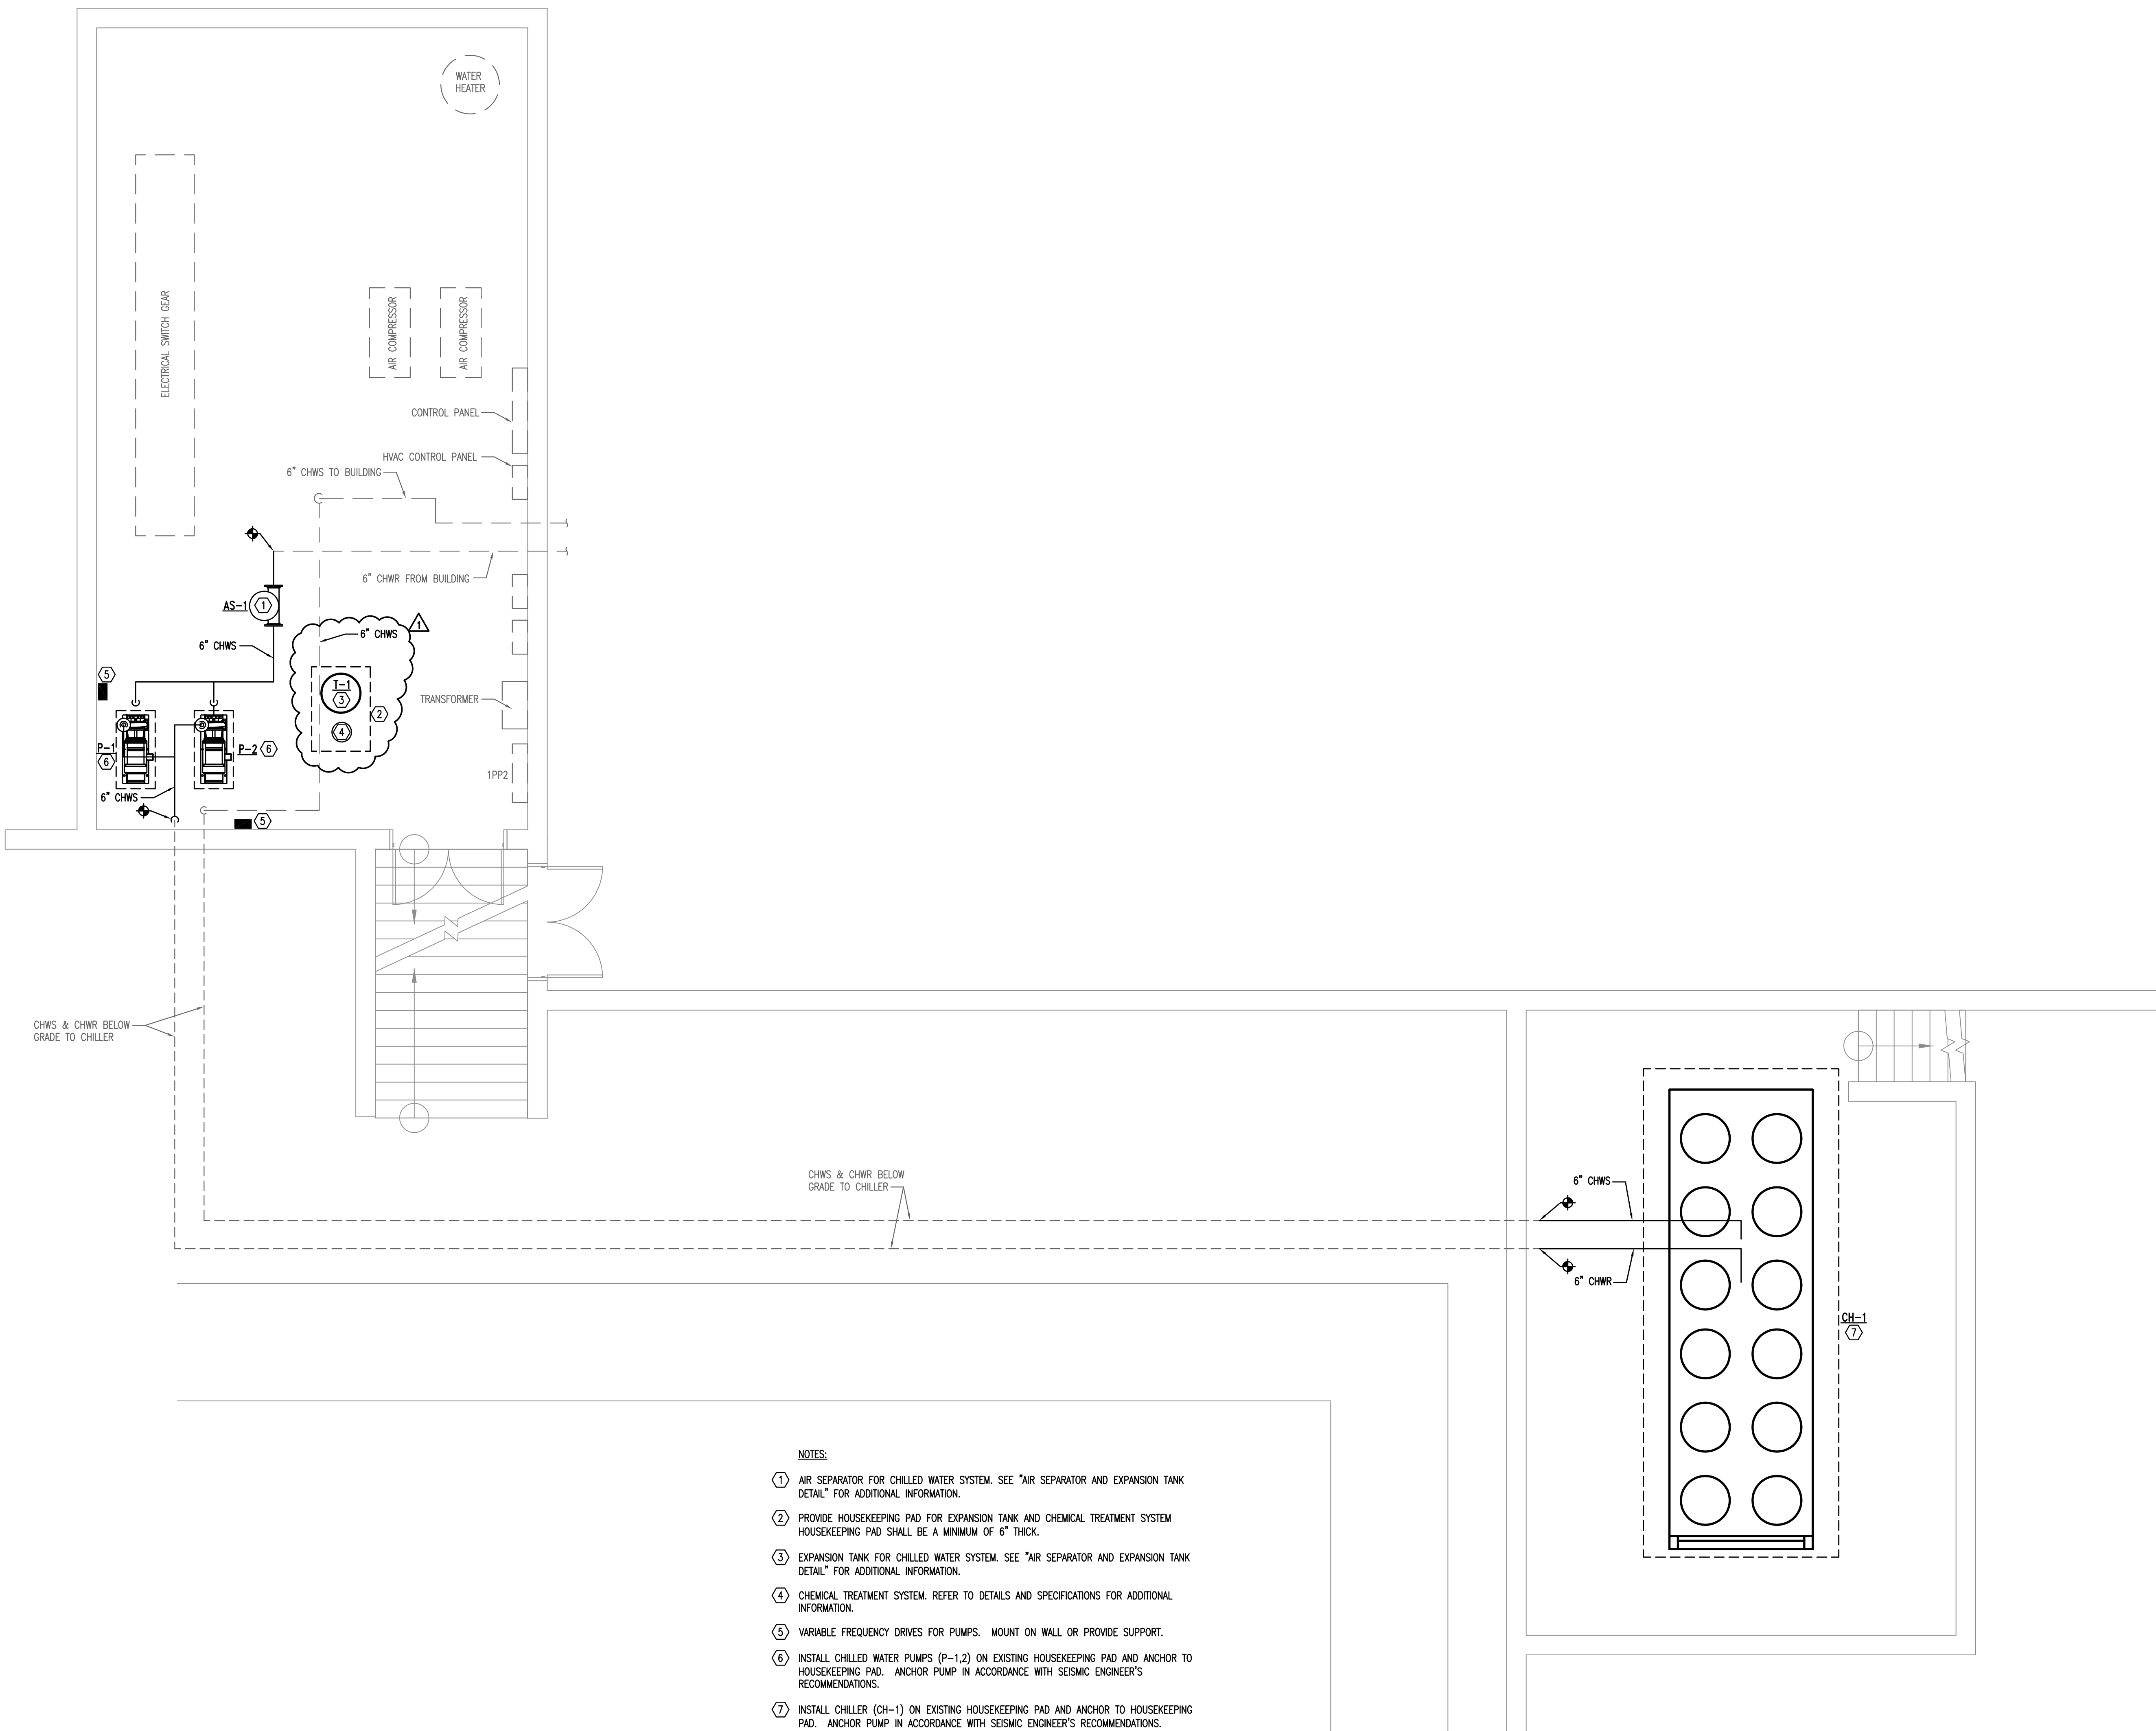 WATER
HEATER
ELECTRICAL SWITCH GEAR
AIR COMPRESSOR
AIR COMPRESSOR
CONTROL PANEL
HVAC CONTROL PANEL
6" CHWS TO BUILDING
6" CHWR FROM BUILDING
AS-1
1
1
6" CHWS
6" CHWS
5
T-1
3
2
4
TRANSFORMER
P-1
6
P-2
6
1PP2
6" CHWS
5
CHWS & CHWR BELOW
GRADE TO CHILLER
CHWS & CHWR BELOW
GRADE TO CHILLER
6" CHWS
6" CHWR
CH-1
7
NOTES:
1 AIR SEPARATOR FOR CHILLED WATER SYSTEM. SEE "AIR SEPARATOR AND EXPANSION TANK
DETAIL" FOR ADDITIONAL INFORMATION.
2 PROVIDE HOUSEKEEPING PAD FOR EXPANSION TANK AND CHEMICAL TREATMENT SYSTEM
HOUSEKEEPING PAD SHALL BE A MINIMUM OF 6" THICK.
3 EXPANSION TANK FOR CHILLED WATER SYSTEM. SEE "AIR SEPARATOR AND EXPANSION TANK
DETAIL" FOR ADDITIONAL INFORMATION.
4 CHEMICAL TREATMENT SYSTEM. REFER TO DETAILS AND SPECIFICATIONS FOR ADDITIONAL
INFORMATION.
5 VARIABLE FREQUENCY DRIVES FOR PUMPS. MOUNT ON WALL OR PROVIDE SUPPORT.
6 INSTALL CHILLED WATER PUMPS (P-1,2) ON EXISTING HOUSEKEEPING PAD AND ANCHOR TO
HOUSEKEEPING PAD. ANCHOR PUMP IN ACCORDANCE WITH SEISMIC ENGINEER'S
RECOMMENDATIONS.
7 INSTALL CHILLER (CH-1) ON EXISTING HOUSEKEEPING PAD AND ANCHOR TO HOUSEKEEPING
PAD. ANCHOR PUMP IN ACCORDANCE WITH SEISMIC ENGINEER'S RECOMMENDATIONS.